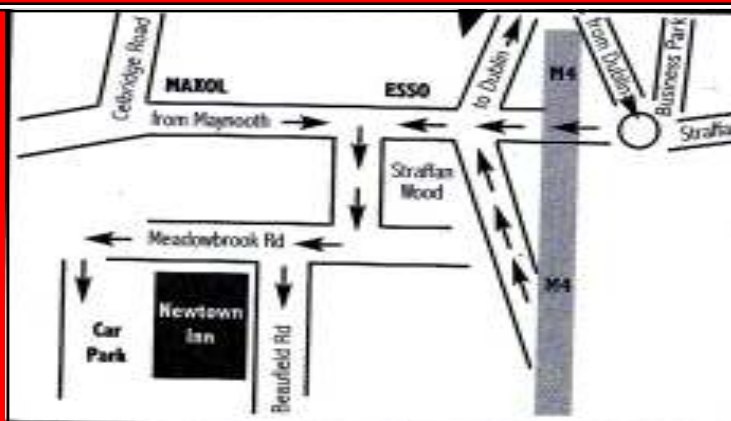 Celbridge Road
MAXOL
ESSO
to Dublin
M4
from Dublin
Business Park
from Maynooth
Straffan
Wood
Meadowbrook Rd
M4
Car
Park
Newtown
Inn
Beaufield Rd